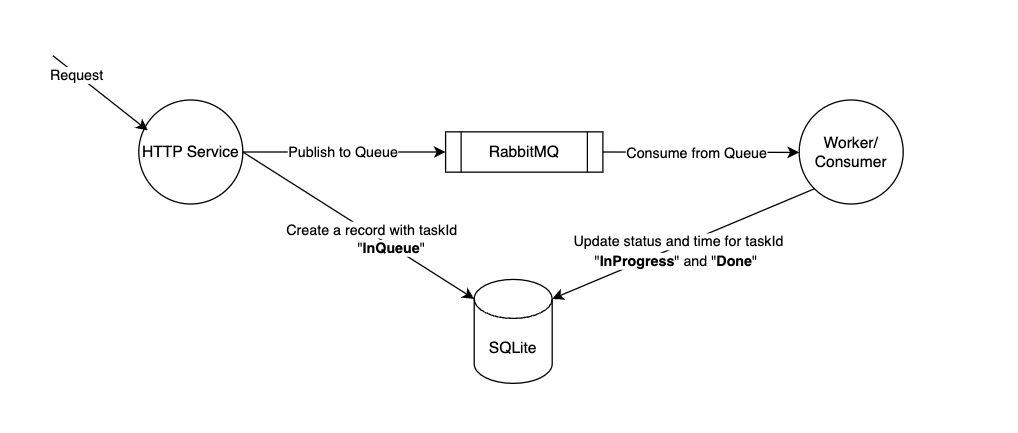 Request
HTTP Service
Publish to Queue
RabbitMQ
Consume from Queue
Worker/
Consumer
Create a record with taskId
"InQueue"
Update status and time for taskId
"InProgress" and "Done"
SQLite